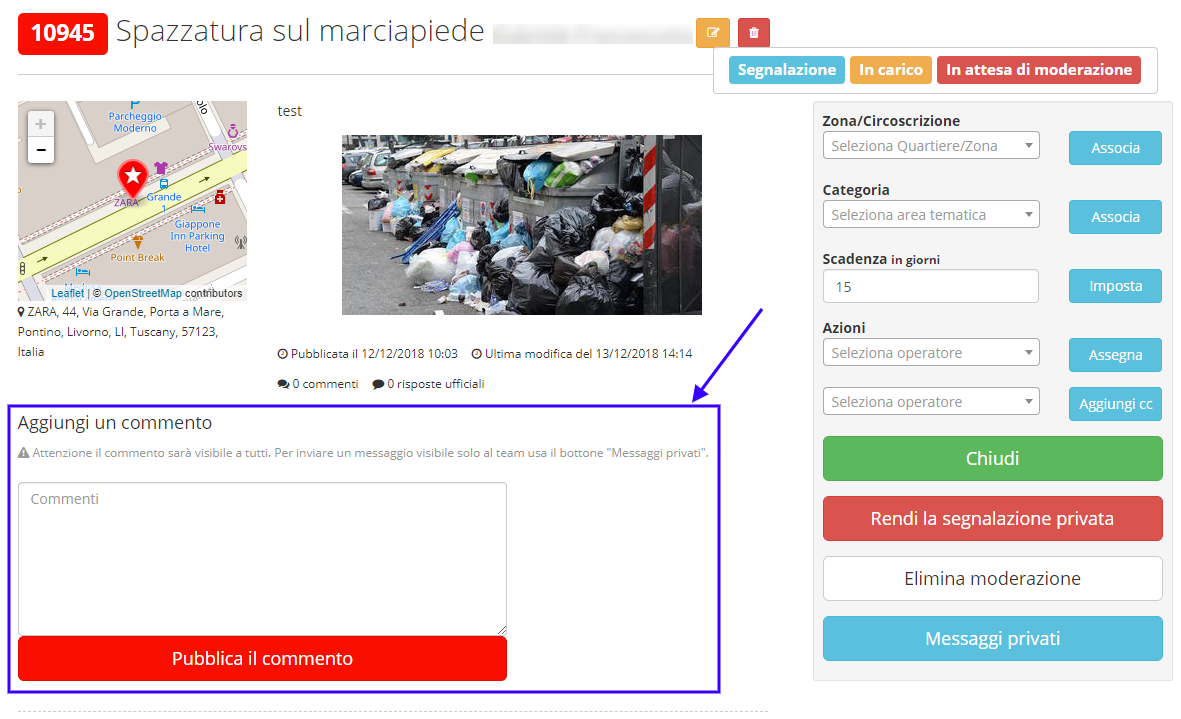 10945 Spazzatura sul marciapiede
Segnalazione In carico In attesa di moderazione
+
−
Parcheggio
Moderno
olo
Swarovs
ZARA
Grande
1
Giappone
Inn Parking
Hotel
Point Break
Leaflet | © OpenStreetMap contributors
ZARA, 44, Via Grande, Porta a Mare,
Pontino, Livorno, LI, Tuscany, 57123,
Italia
test
Pubblicata il 12/12/2018 10:03 Ultima modifica del 13/12/2018 14:14
0 commenti 0 risposte ufficiali
Aggiungi un commento
Attenzione il commento sarà visibile a tutti. Per inviare un messaggio visibile solo al team usa il bottone "Messaggi privati".
Commenti
Pubblica il commento
Zona/Circoscrizione
Seleziona Quartiere/Zona Associa
Categoria
Seleziona area tematica Associa
Scadenza in giorni
15 Imposta
Azioni
Seleziona operatore Assegna
Seleziona operatore Aggiungi cc
Chiudi
Rendi la segnalazione privata
Elimina moderazione
Messaggi privati